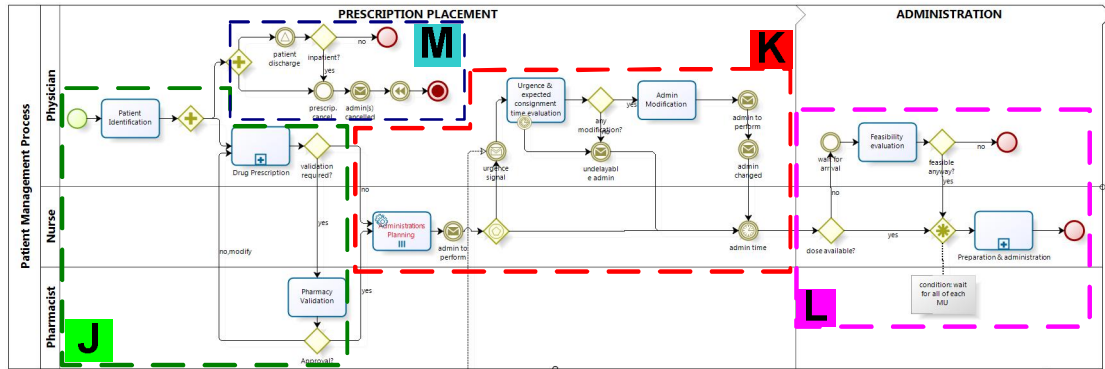 PRESCRIPTION PLACEMENT
ADMINISTRATION
Patient Management Process
Physician
Nurse
Pharmacist
M
K
J
L
patient
discharge
inpatient?
no
yes
prescrip.
cancel
admin(s)
cancelled
Patient
Identification
Drug Prescription
validation
required?
no
yes
no,modify
Pharmacy
Validation
Approval?
yes
Administrations
Planning
admin to
perform
urgence
signal
Urgence &
expected
consignment
time evaluation
any
modification?
yes
no
undelayabl
e admin
Admin
Modification
admin to
perform
admin
changed
admin time
wait for
arrival
Feasibility
evaluation
feasible
anyway?
no
yes
no
dose available?
yes
Preparation & administration
condition: wait
for all of each
MU